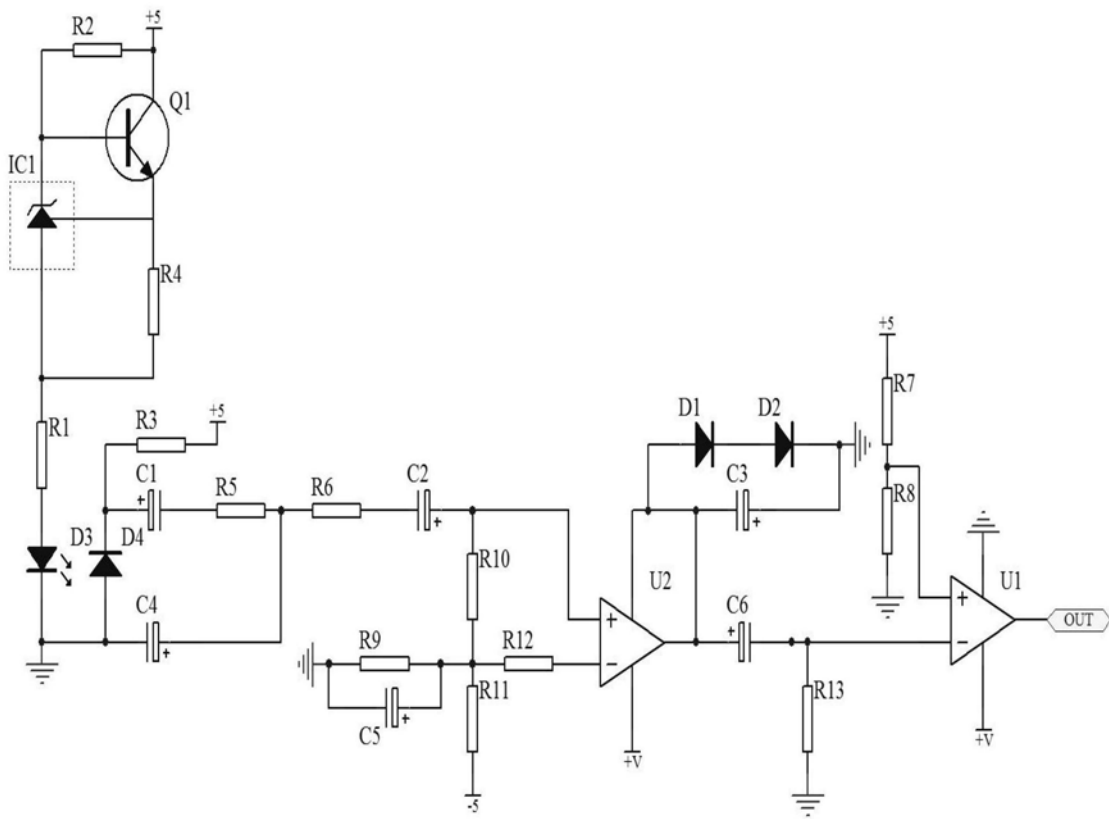 +5
R2
Q1
IC1
R4
+5
R7
R1
R3
+5
D1
D2
C1
R5
R6
C2
C3
R8
D3
D4
R10
U2
U1
C4
C6
OUT
R9
R12
R13
R11
C5
+V
+V
-5
+
+
+
+
+
+
+
−
+
−